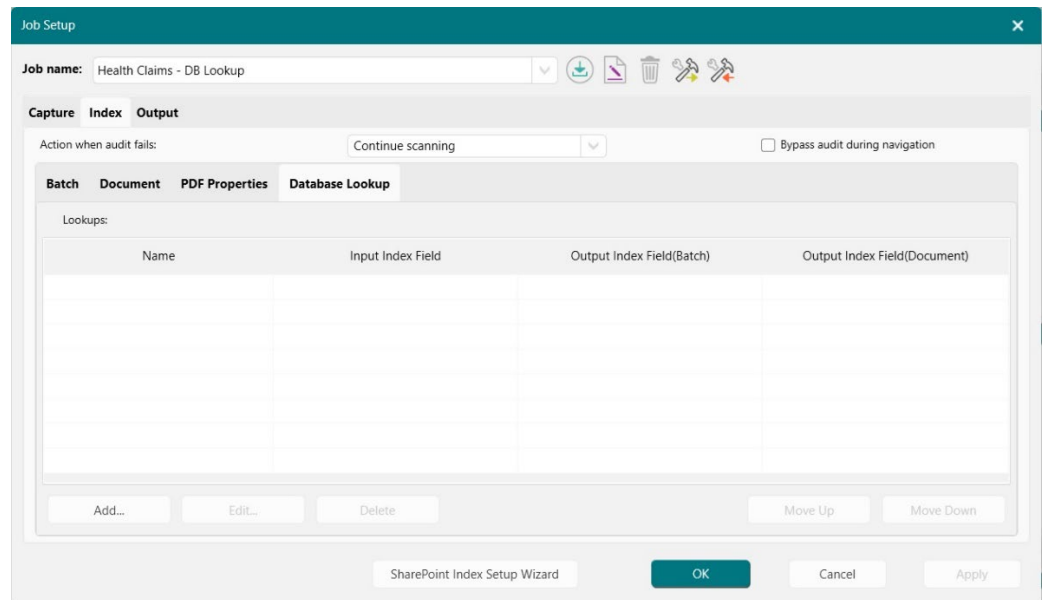 Job Setup
Job name: Health Claims - DB Lookup
Capture Index Output
Action when audit fails: Continue scanning Bypass audit during navigation
Batch Document PDF Properties Database Lookup
Lookups:
Name Input Index Field Output Index Field(Batch) Output Index Field(Document)
Add... Edit... Delete Move Up Move Down
SharePoint Index Setup Wizard OK Cancel Apply